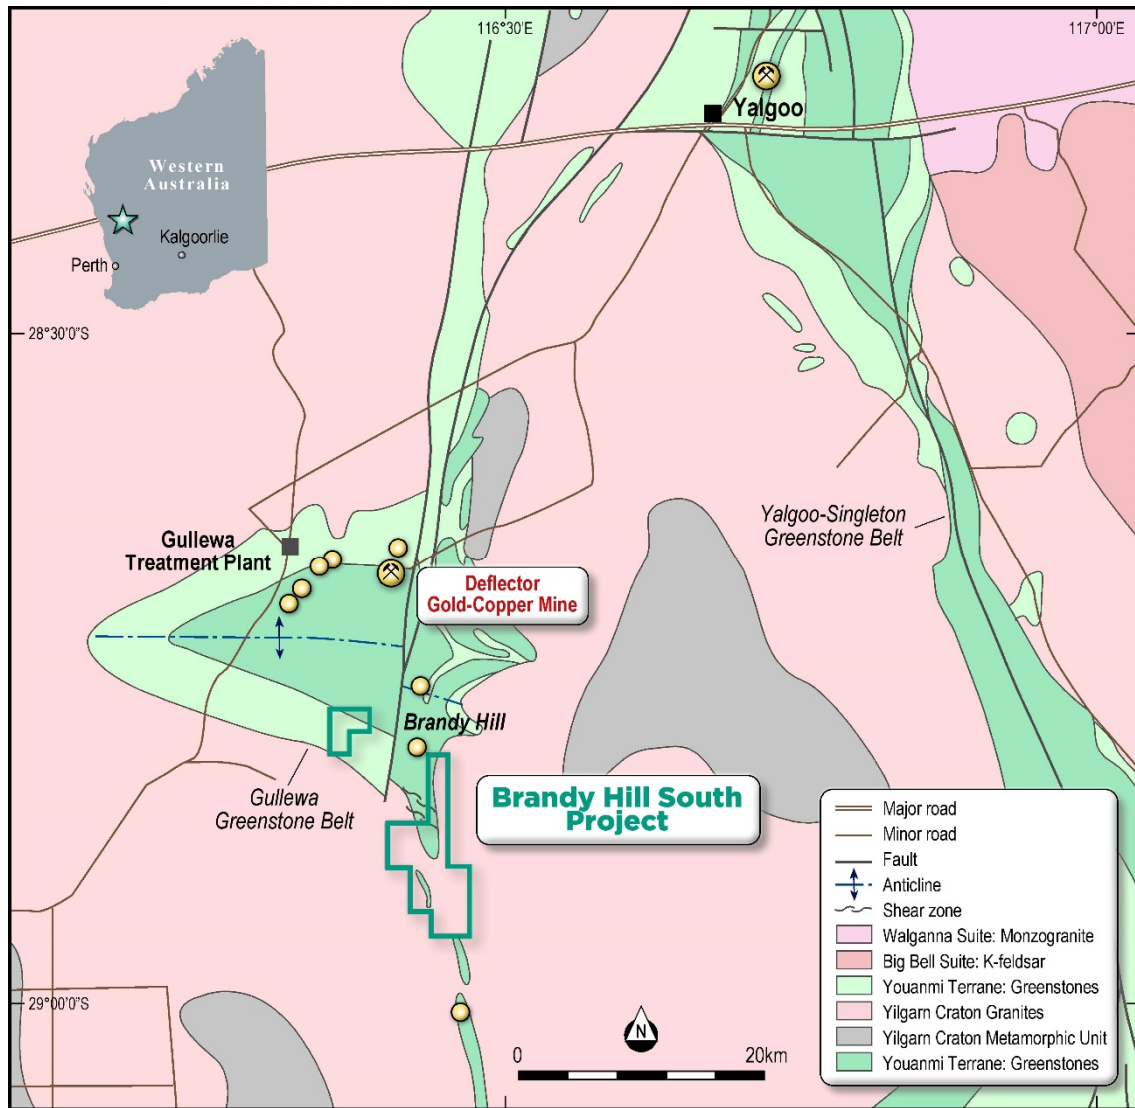 116°30'E
117°00'E
Yalgoo
Western
Australia
Kalgoorlie
Perth
28°30'0"S
Yalgoo-Singleton
Greenstone Belt
Gullewa
Treatment Plant
Deflector
Gold-Copper Mine
Brandy Hill
Gullewa
Greenstone Belt
Brandy Hill South
Project
Major road
Minor road
Fault
Anticline
Shear zone
Walganna Suite: Monzogranite
Big Bell Suite: K-feldsar
Youanmi Terrane: Greenstones
Yilgarn Craton Granites
Yilgarn Craton Metamorphic Unit
Youanmi Terrane: Greenstones
29°00'0"S
N
0
20km